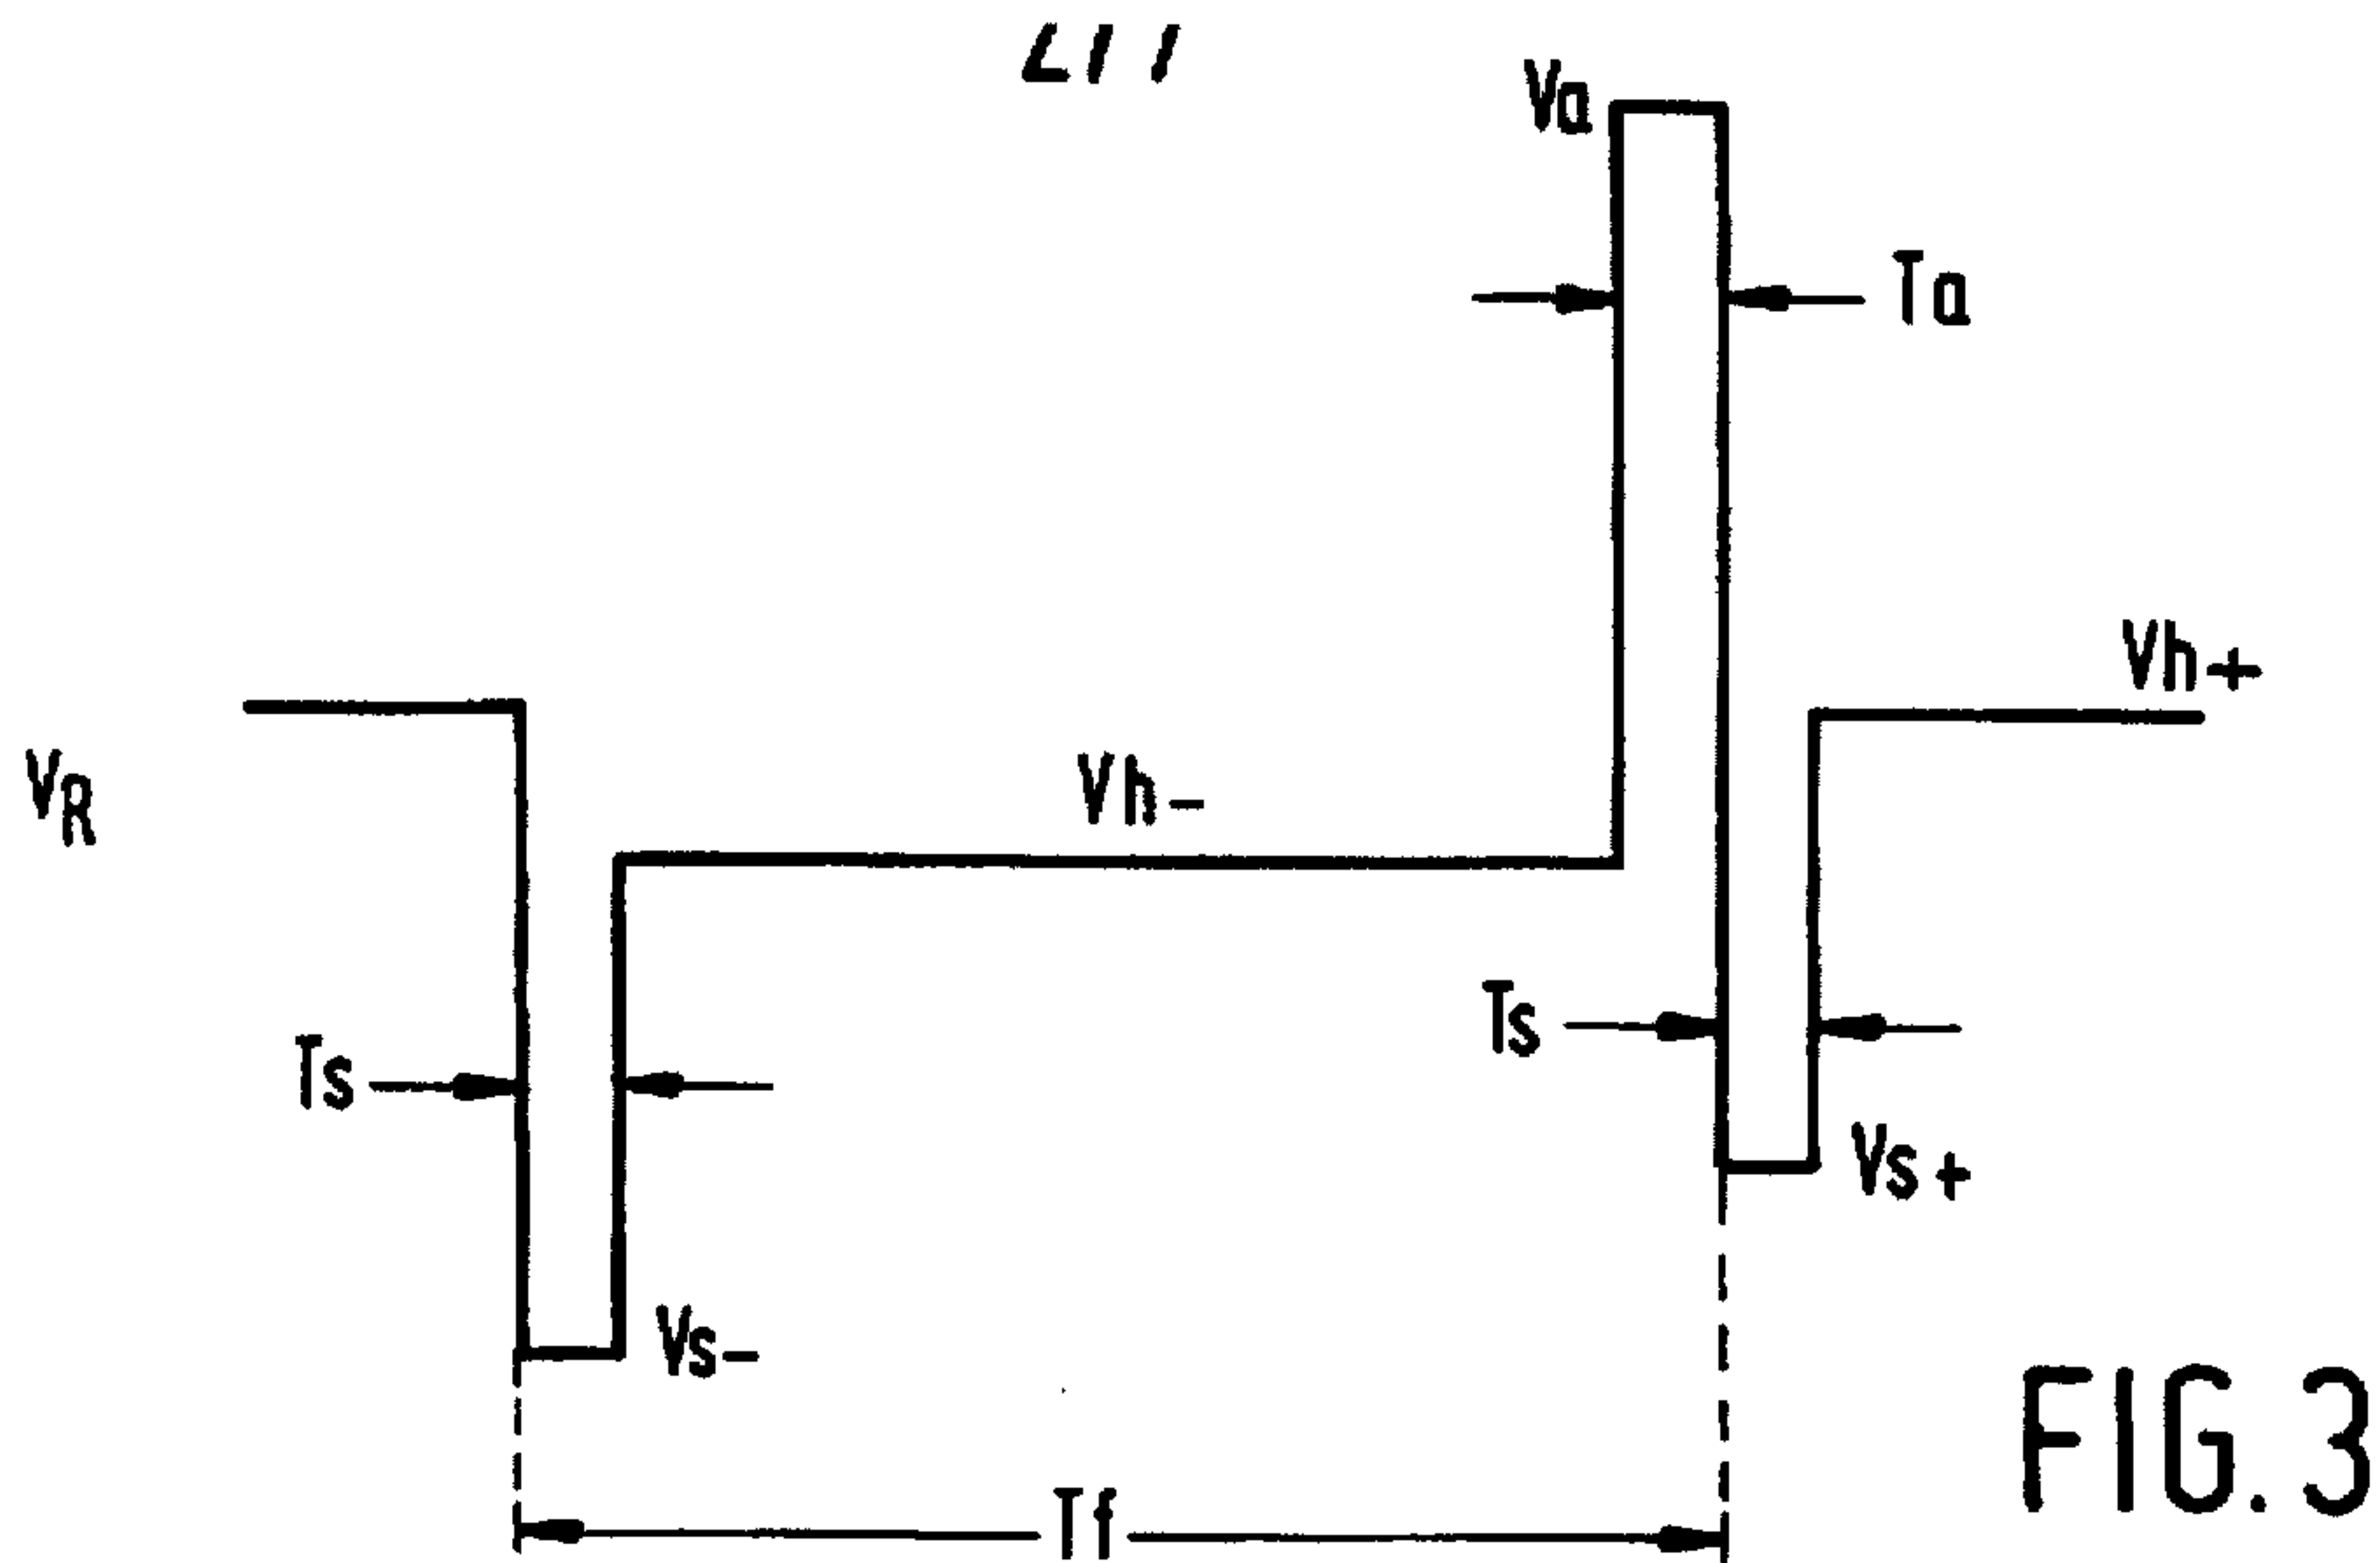 Va
Ta
Vh+
VR
Vh-
Ts
Ts
Vs+
Vs-
Tf
FIG. 3